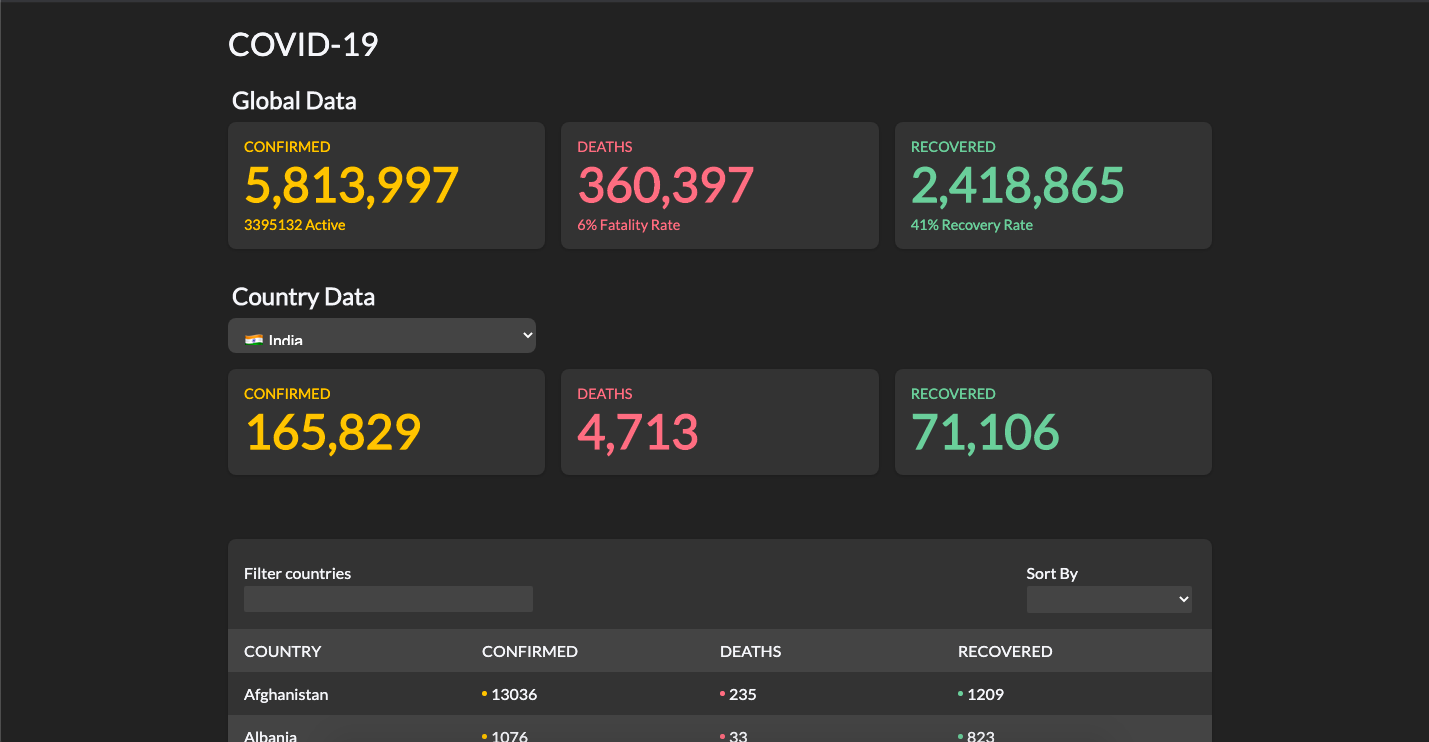 COVID-19
Global Data
CONFIRMED
5,813,997
3395132 Active
DEATHS
360,397
6% Fatality Rate
RECOVERED
2,418,865
41% Recovery Rate
Country Data
🇮🇳 India
CONFIRMED
165,829
DEATHS
4,713
RECOVERED
71,106
Filter countries
Sort By
COUNTRY CONFIRMED DEATHS RECOVERED
Afghanistan 13036 235 1209
Albania 1076 33 823